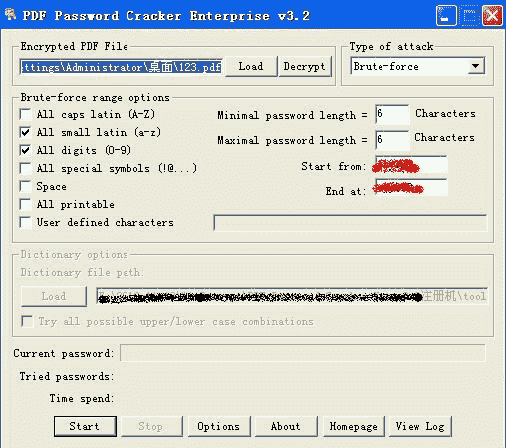 PDF Password Cracker Enterprise v3.2
Encrypted PDF File
ttings\Administrator\桌面\123.pdf
Load
Decrypt
Type of attack
Brute-force
Brute-force range options
All caps latin (A-Z)
All small latin (a-z)
All digits (0-9)
All special symbols (!@...)
Space
All printable
User defined characters
Minimal password length = 6 Characters
Maximal password length = 6 Characters
Start from:
End at:
Dictionary options
Dictionary file psth:
Load
注册机\tool
Try all possible upper/lower case combinations
Current password:
Tried passwords:
Time spend:
Start
Stop
Options
About
Homepage
View Log